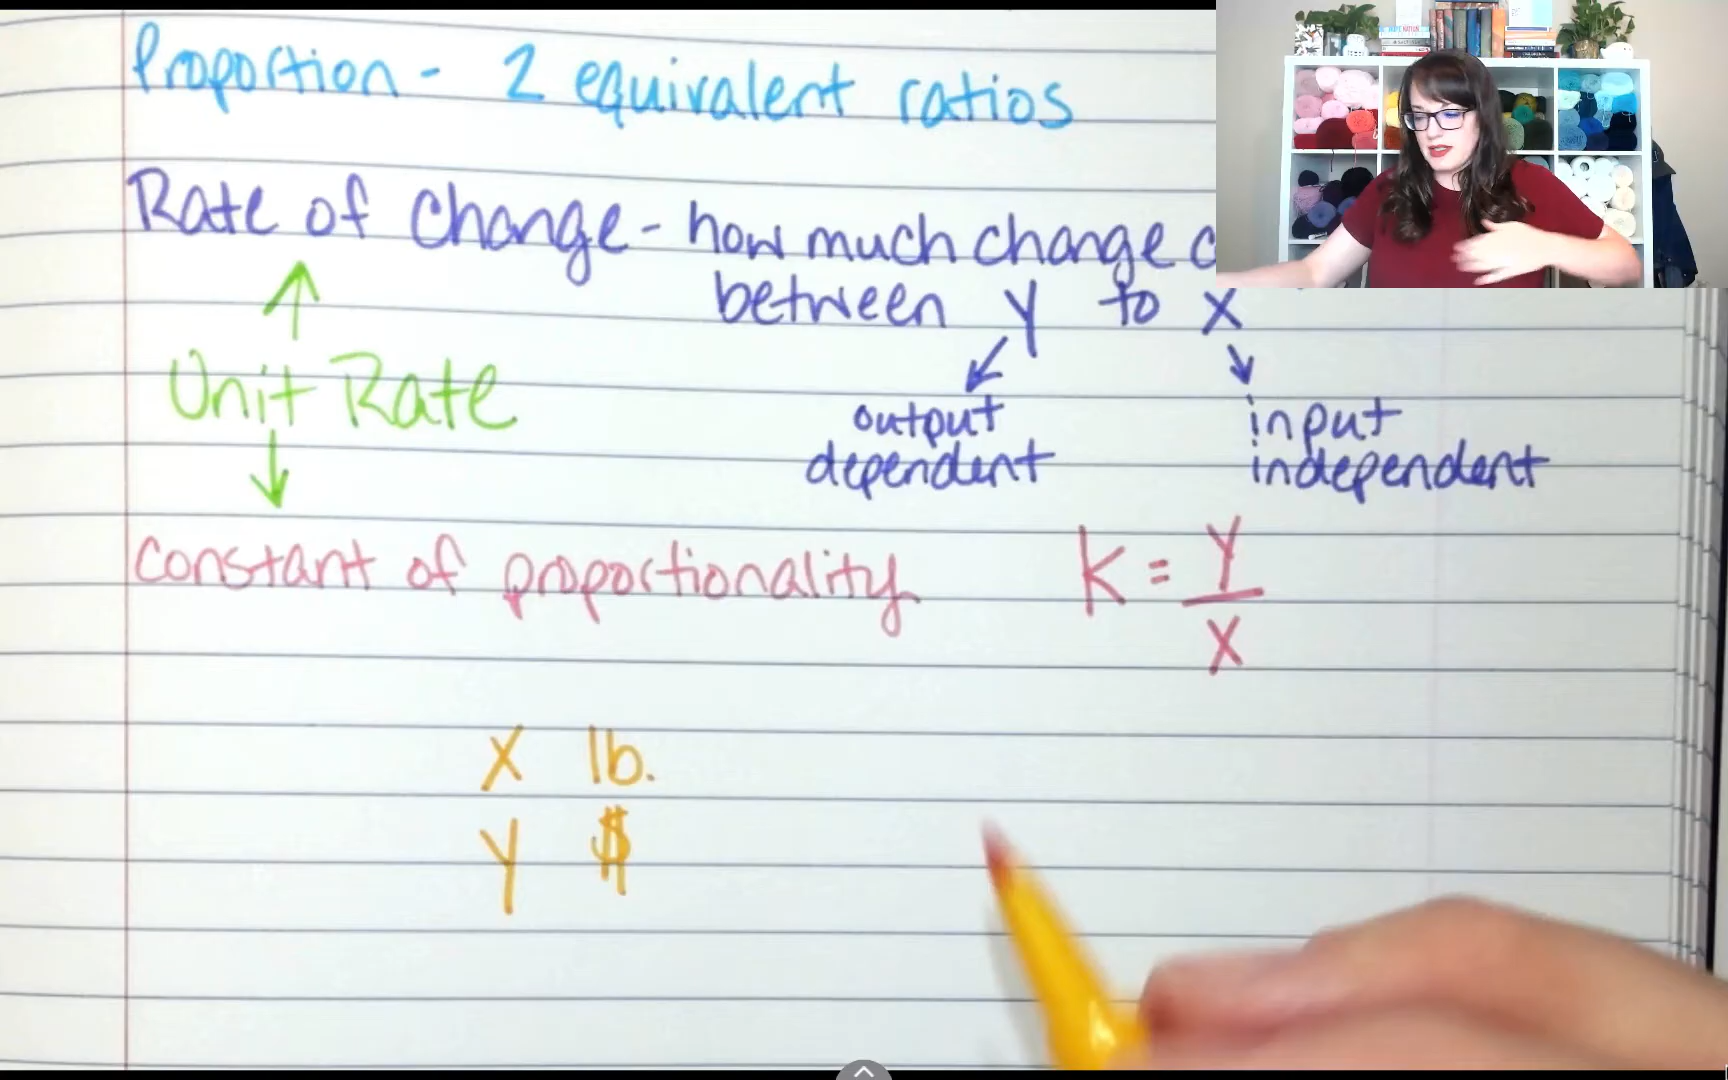 Proportion - 2 equivalent ratios
Rate of change - how much change
between y to x
Unit Rate
output
dependent
input
independent
constant of proportionality K = y
x
x lb.
y $